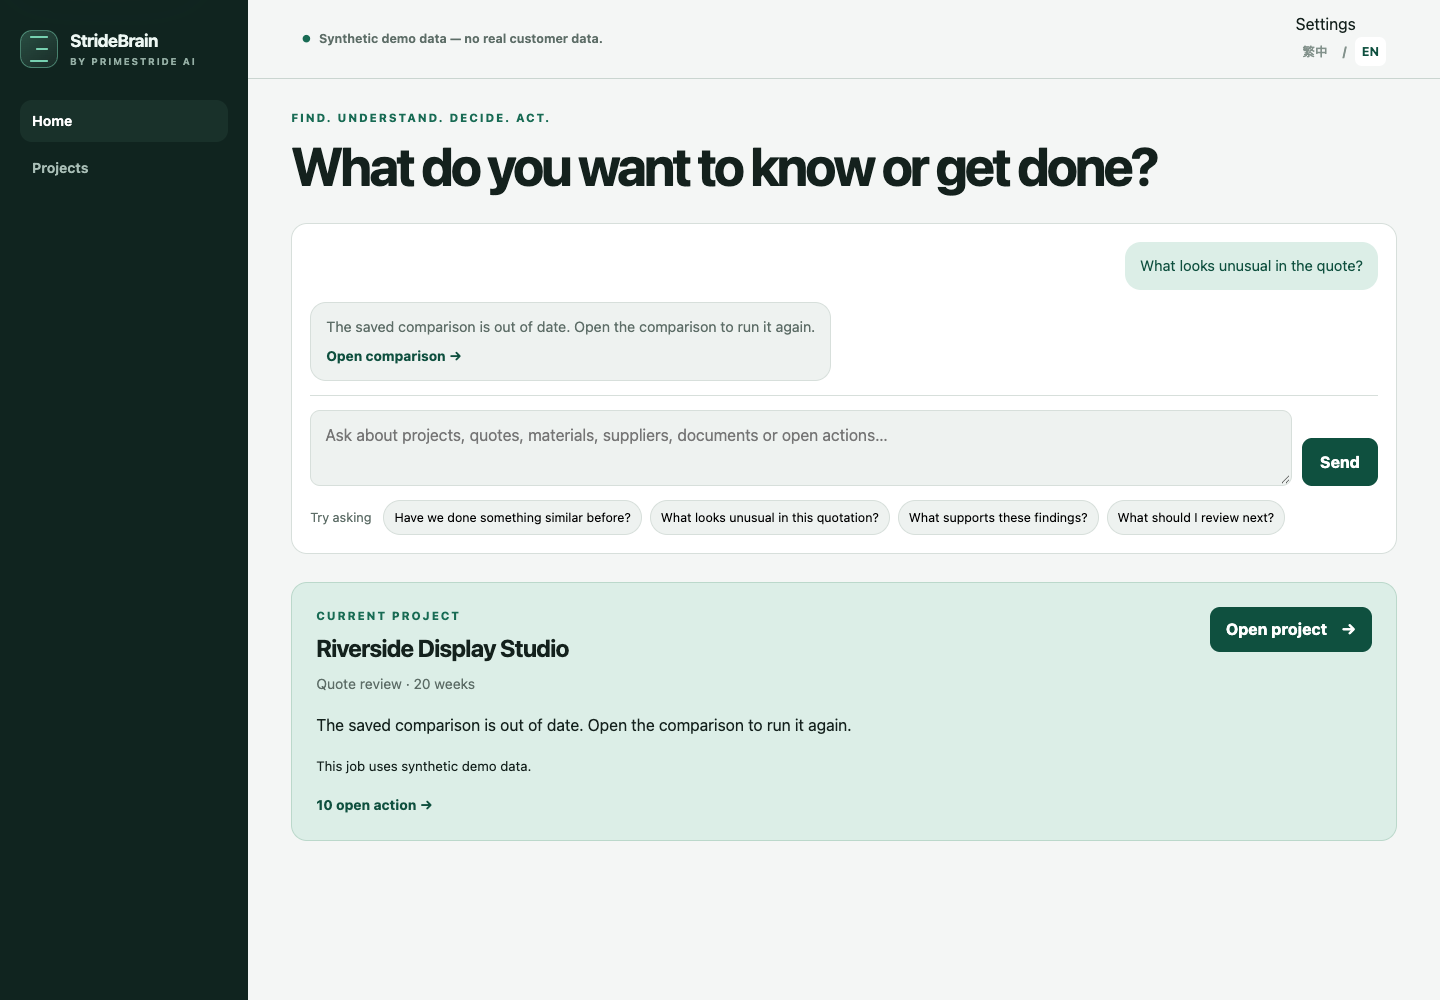 StrideBrain
BY PRIMESTRIDE AI
Home
Projects
Synthetic demo data — no real customer data.
Settings
繁中 / EN
FIND. UNDERSTAND. DECIDE. ACT.
What do you want to know or get done?
What looks unusual in the quote?
The saved comparison is out of date. Open the comparison to run it again.
Open comparison →
Ask about projects, quotes, materials, suppliers, documents or open actions...
Send
Try asking
Have we done something similar before?
What looks unusual in this quotation?
What supports these findings?
What should I review next?
CURRENT PROJECT
Riverside Display Studio
Open project →
Quote review · 20 weeks
The saved comparison is out of date. Open the comparison to run it again.
This job uses synthetic demo data.
10 open action →